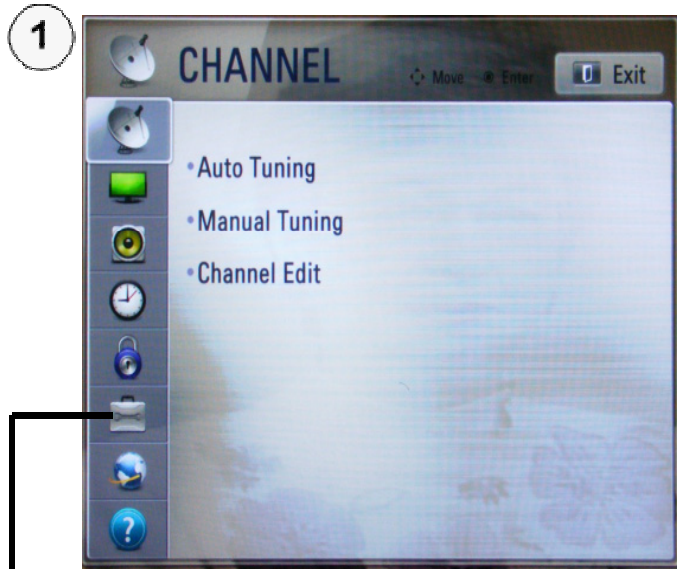 1
CHANNEL
Move Enter
Exit
Auto Tuning
Manual Tuning
Channel Edit
?